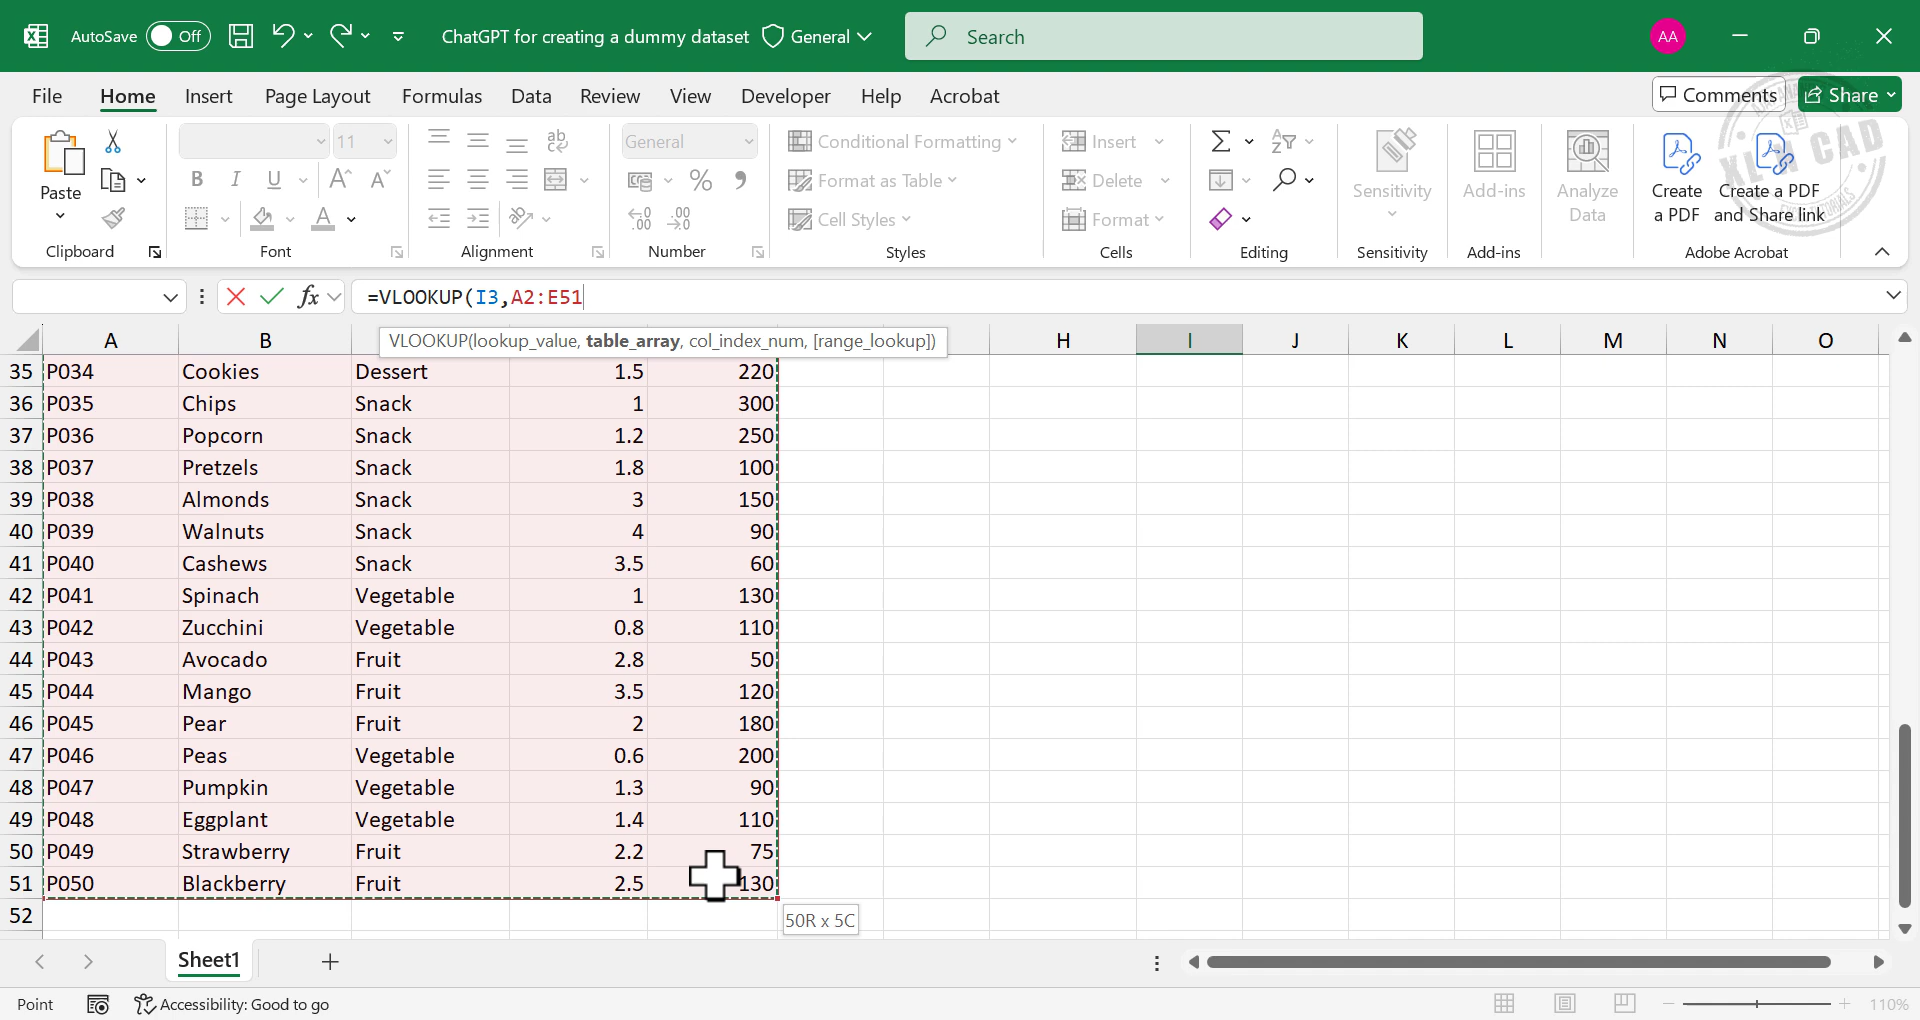 AutoSave Off ChatGPT for creating a dummy dataset General Search AA
File Home Insert Page Layout Formulas Data Review View Developer Help Acrobat Comments Share
Paste
Clipboard
11
B I U A A
A
Font
ab
Alignment
General
% 9
Number
Conditional Formatting
Format as Table
Cell Styles
Styles
Insert
Delete
Format
Cells
Editing
Sensitivity
Sensitivity
Add-ins
Add-ins
Analyze
Data
Create
a PDF
Create a PDF
and Share link
Adobe Acrobat
XL n CAD
fx =VLOOKUP(I3,A2:E51
VLOOKUP(lookup_value, table_array, col_index_num, [range_lookup])
A B H I J K L M N O
35 P034 Cookies Dessert 1.5 220
36 P035 Chips Snack 1 300
37 P036 Popcorn Snack 1.2 250
38 P037 Pretzels Snack 1.8 100
39 P038 Almonds Snack 3 150
40 P039 Walnuts Snack 4 90
41 P040 Cashews Snack 3.5 60
42 P041 Spinach Vegetable 1 130
43 P042 Zucchini Vegetable 0.8 110
44 P043 Avocado Fruit 2.8 50
45 P044 Mango Fruit 3.5 120
46 P045 Pear Fruit 2 180
47 P046 Peas Vegetable 0.6 200
48 P047 Pumpkin Vegetable 1.3 90
49 P048 Eggplant Vegetable 1.4 110
50 P049 Strawberry Fruit 2.2 75
51 P050 Blackberry Fruit 2.5 130
52
50R x 5C
Sheet1
Point Accessibility: Good to go 110%